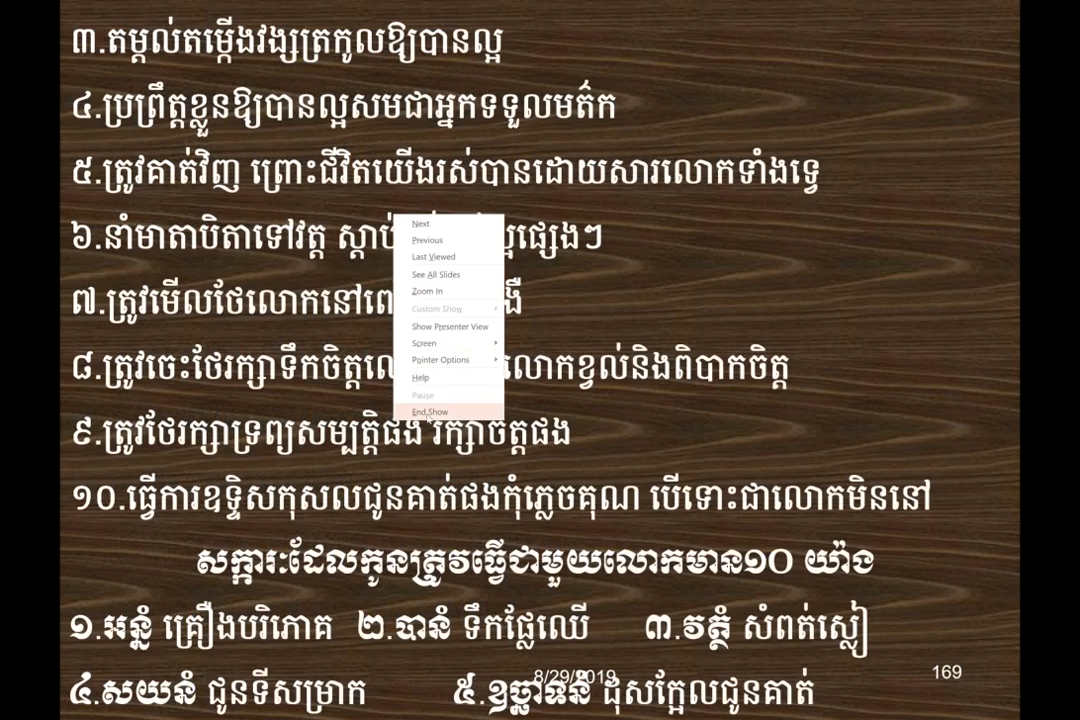 ៣.តម្កល់តម្កើងវង្សត្រកូលឱ្យបានល្អ
៤.ប្រព្រឹត្តខ្លួនឱ្យបានល្អសមជាអ្នកទទួលមត៌ក
៥.ត្រូវគាត់វិញ ព្រោះជីវិតយើងរស់បានដោយសារលោកទាំងទ្វេ
៦.នាំមាតាបិតាទៅវត្ត ស្តាប់ ផ្សេងៗ
៧.ត្រូវមើលថែលោកនៅពេ
៨.ត្រូវចេះថែរក្សាទឹកចិត្ត លោកខ្វល់និងពិបាកចិត្ត
៩.ត្រូវថែរក្សាទ្រព្យសម្បត្តិផង រក្សាចិត្តផង
១០.ធ្វើការឧទ្ទិសកុសលជូនគាត់ផងកុំភ្លេចគុណ បើទោះជាលោកមិននៅ
សក្ការៈដែលកូនត្រូវធ្វើជាមួយលោកមាន១០ យ៉ាង
១.អន្នំ គ្រឿងបរិភោគ ២.បានំ ទឹកផ្លែឈើ ៣.វត្ថំ សំពត់ស្លៀ
៤.សយនំ ជូនទីសម្រាក ៥.ឧច្ឆាទនំ ដុសក្អែលជូនគាត់
Next
Previous
Last Viewed
See All Slides
Zoom In
Custom Show
Show Presenter View
Screen
Pointer Options
Help
Pause
End Show
8/29/2019
169